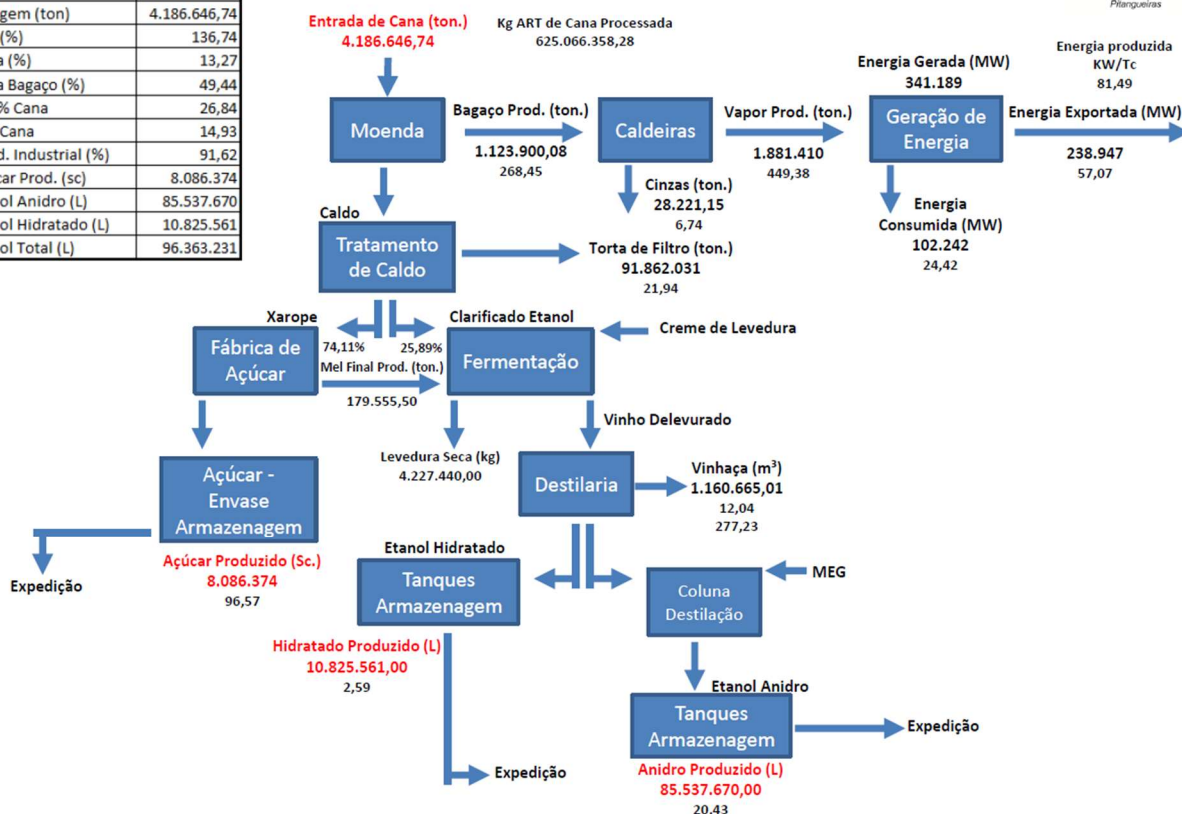 gem (ton) 4.186.646,74
(%) 136,74
a (%) 13,27
a Bagaço (%) 49,44
% Cana 26,84
Cana 14,93
d. Industrial (%) 91,62
car Prod. (sc) 8.086.374
ol Anidro (L) 85.537.670
ol Hidratado (L) 10.825.561
ol Total (L) 96.363.231
Pitangueiras
Entrada de Cana (ton.)
4.186.646,74
Kg ART de Cana Processada
625.066.358,28
Energia Gerada (MW)
341.189
Energia produzida
KW/Tc
81,49
Moenda
Bagaço Prod. (ton.)
1.123.900,08
268,45
Caldeiras
Vapor Prod. (ton.)
1.881.410
449,38
Geração de
Energia
Energia Exportada (MW)
238.947
57,07
Cinzas (ton.)
28.221,15
6,74
Energia
Consumida (MW)
102.242
24,42
Caldo
Tratamento
de Caldo
Torta de Filtro (ton.)
91.862.031
21,94
Xarope
Clarificado Etanol
Creme de Levedura
Fábrica de
Açúcar
74,11% 25,89%
Mel Final Prod. (ton.)
179.555,50
Fermentação
Vinho Delevurado
Levedura Seca (kg)
4.227.440,00
Açúcar -
Envase
Armazenagem
Destilaria
Vinhaça (m³)
1.160.665,01
12,04
277,23
Expedição
Açúcar Produzido (Sc.)
8.086.374
96,57
Etanol Hidratado
Tanques
Armazenagem
MEG
Coluna
Destilação
Hidratado Produzido (L)
10.825.561,00
2,59
Etanol Anidro
Tanques
Armazenagem
Expedição
Expedição
Anidro Produzido (L)
85.537.670,00
20,43